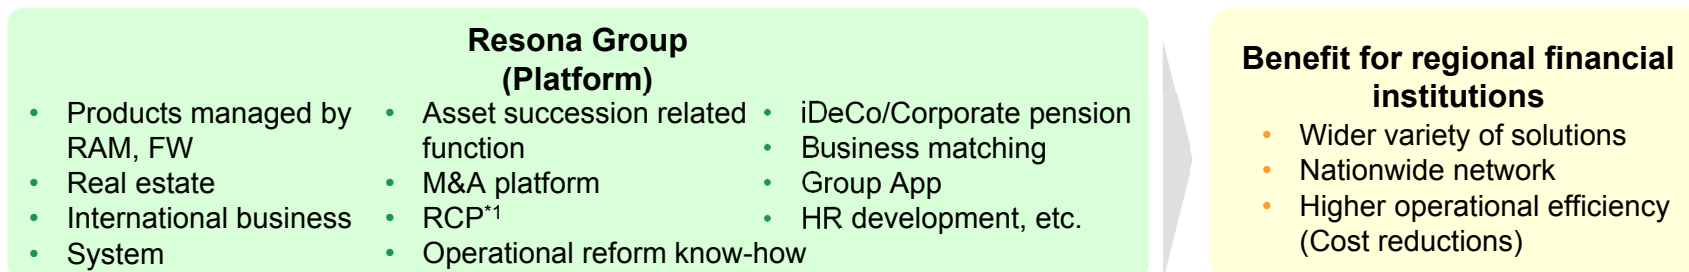 Resona Group
(Platform)
• Products managed by
RAM, FW
• Real estate
• International business
• System
• Asset succession related
function
• M&A platform
• RCP*1
• Operational reform know-how
• iDeCo/Corporate pension
• Business matching
• Group App
• HR development, etc.
Benefit for regional financial
institutions
• Wider variety of solutions
• Nationwide network
• Higher operational efficiency
(Cost reductions)